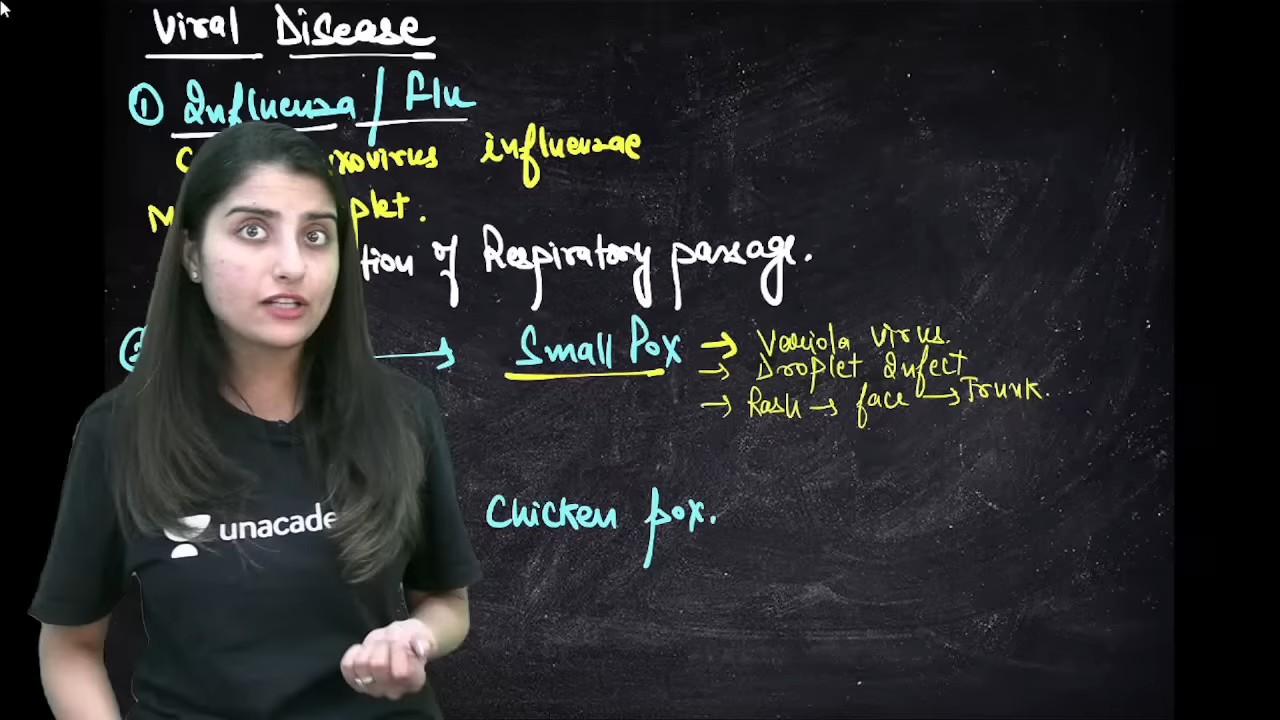 Viral Disease
① Influenza / Flu
xovirus influenzae
plet.
tion of Respiratory passage.
② → Small Pox → Variola virus.
→ Droplet Infect
→ Rash → face → Trunk.
Chicken pox.
unacade